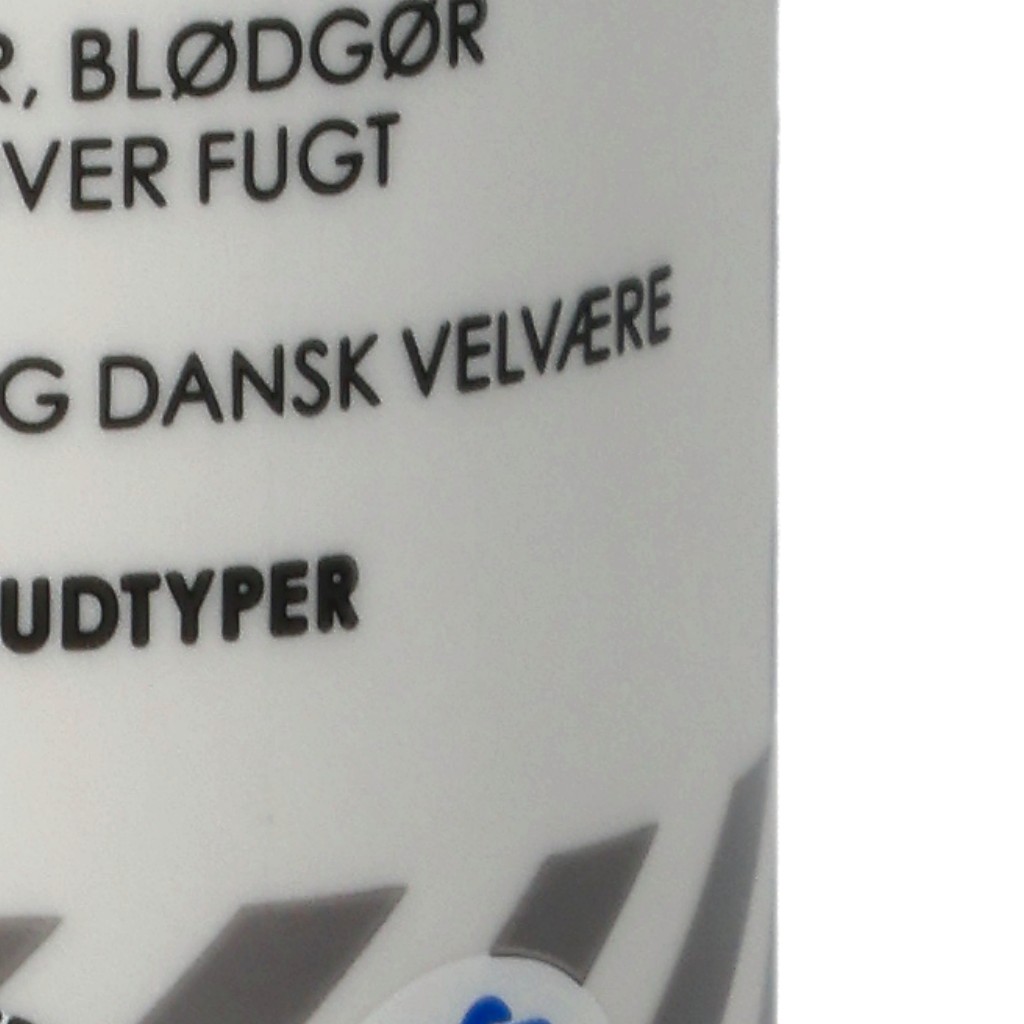 R, BLØDGØR
VER FUGT
G DANSK VELVÆRE
UDTYPER